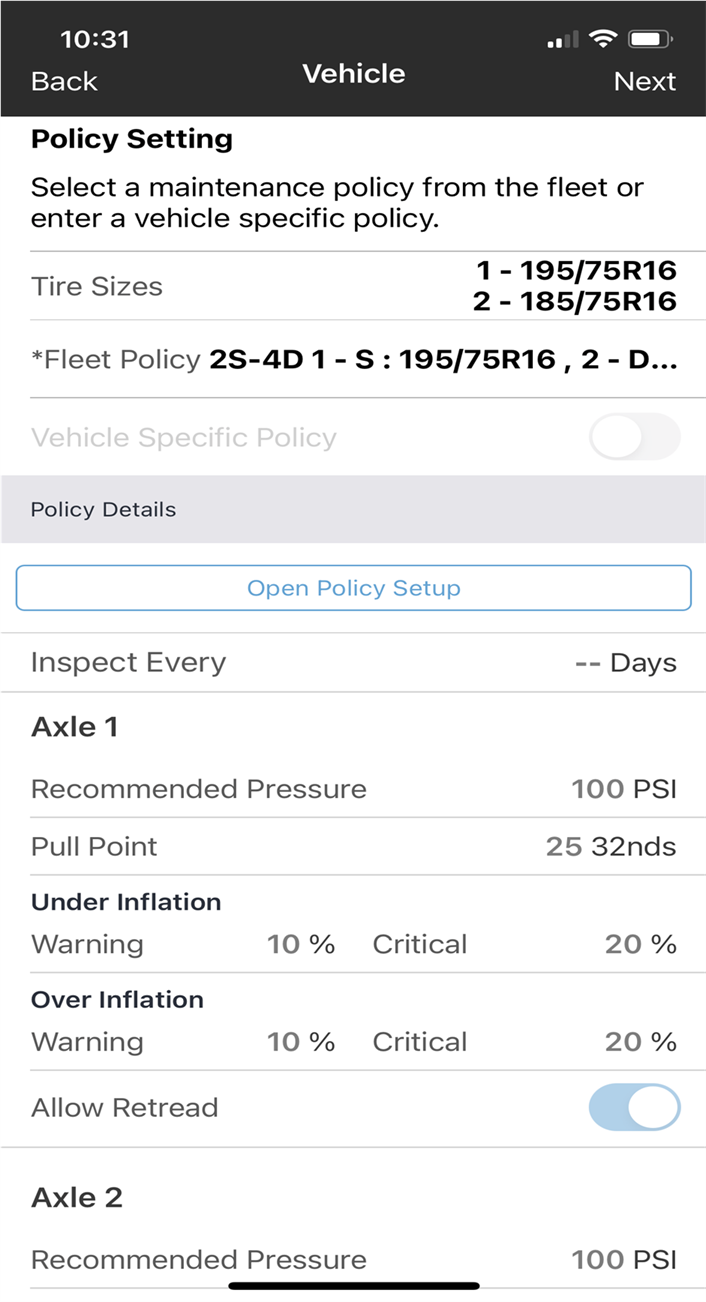 10:31
Back Vehicle Next
Policy Setting
Select a maintenance policy from the fleet or
enter a vehicle specific policy.
Tire Sizes 1 - 195/75R16
2 - 185/75R16
*Fleet Policy 2S-4D 1 - S : 195/75R16 , 2 - D...
Vehicle Specific Policy
Policy Details
Open Policy Setup
Inspect Every -- Days
Axle 1
Recommended Pressure 100 PSI
Pull Point 25 32nds
Under Inflation
Warning 10 % Critical 20 %
Over Inflation
Warning 10 % Critical 20 %
Allow Retread
Axle 2
Recommended Pressure 100 PSI